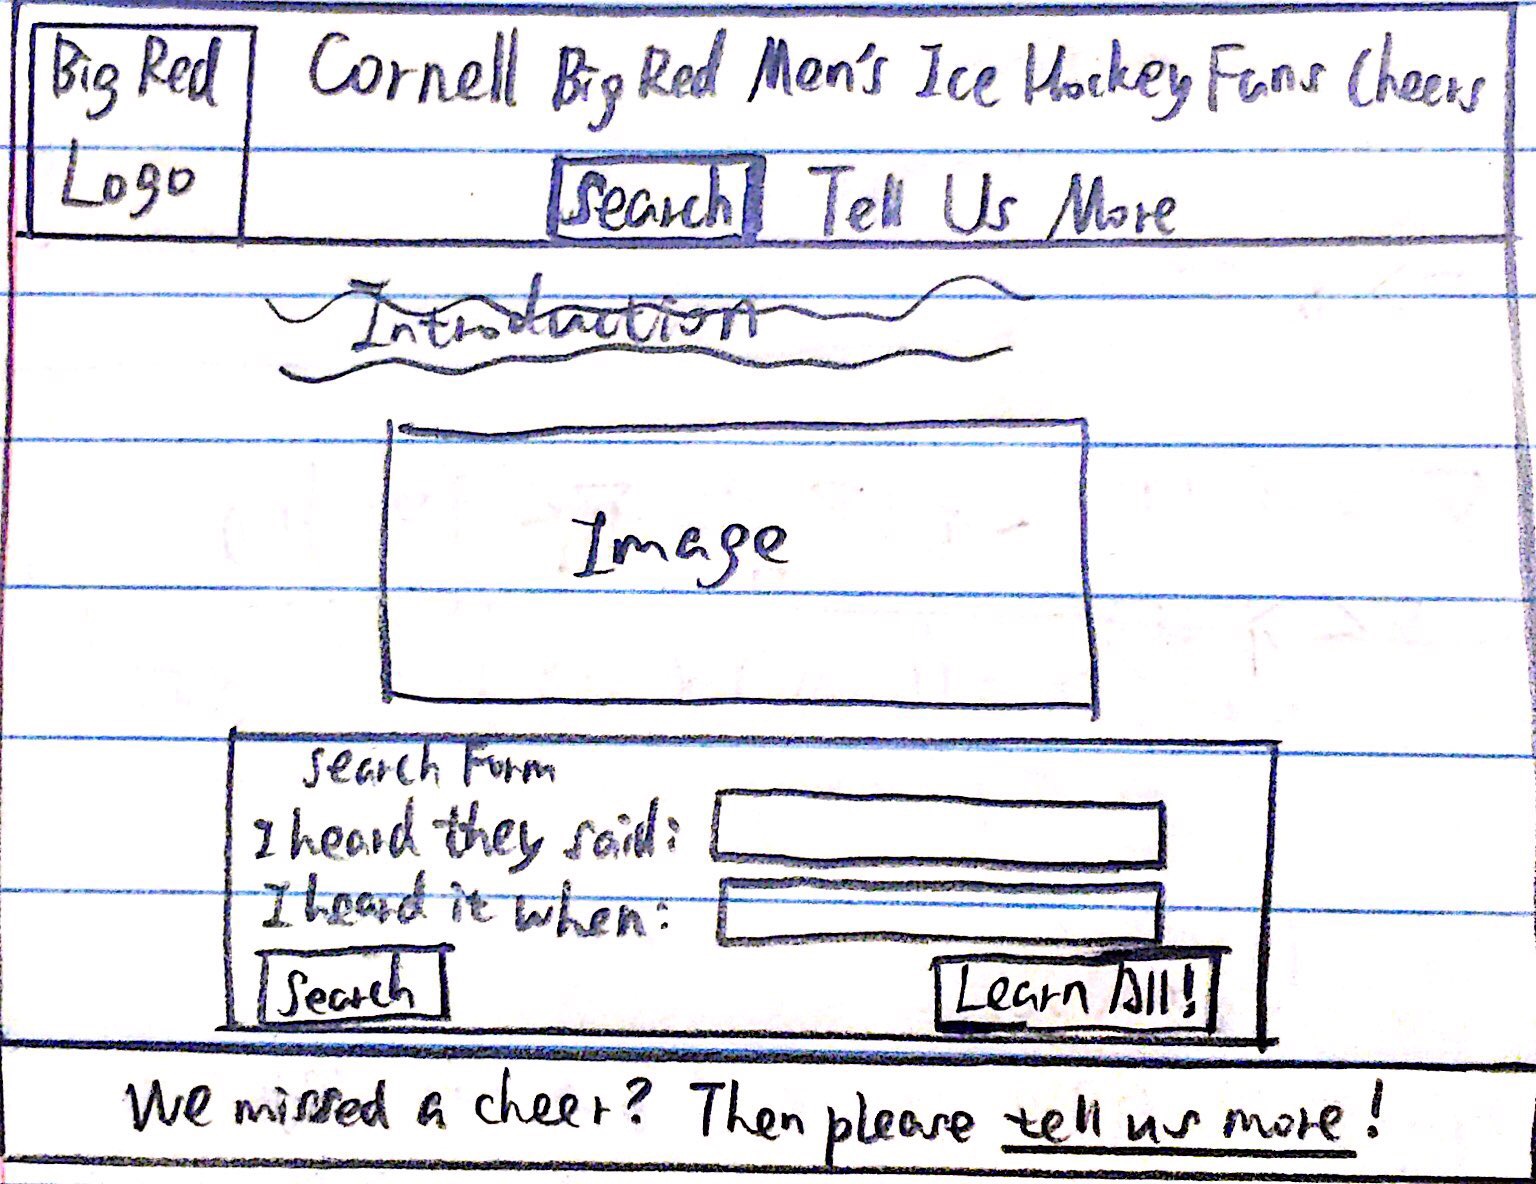 Big Red
Logo
Cornell Big Red Men's Ice Hockey Fans Cheers
Search Tell Us More
Introduction
Image
Search Form
I heard they said:
I heard it when:
Search
Learn All!
We missed a cheer? Then please tell us more!